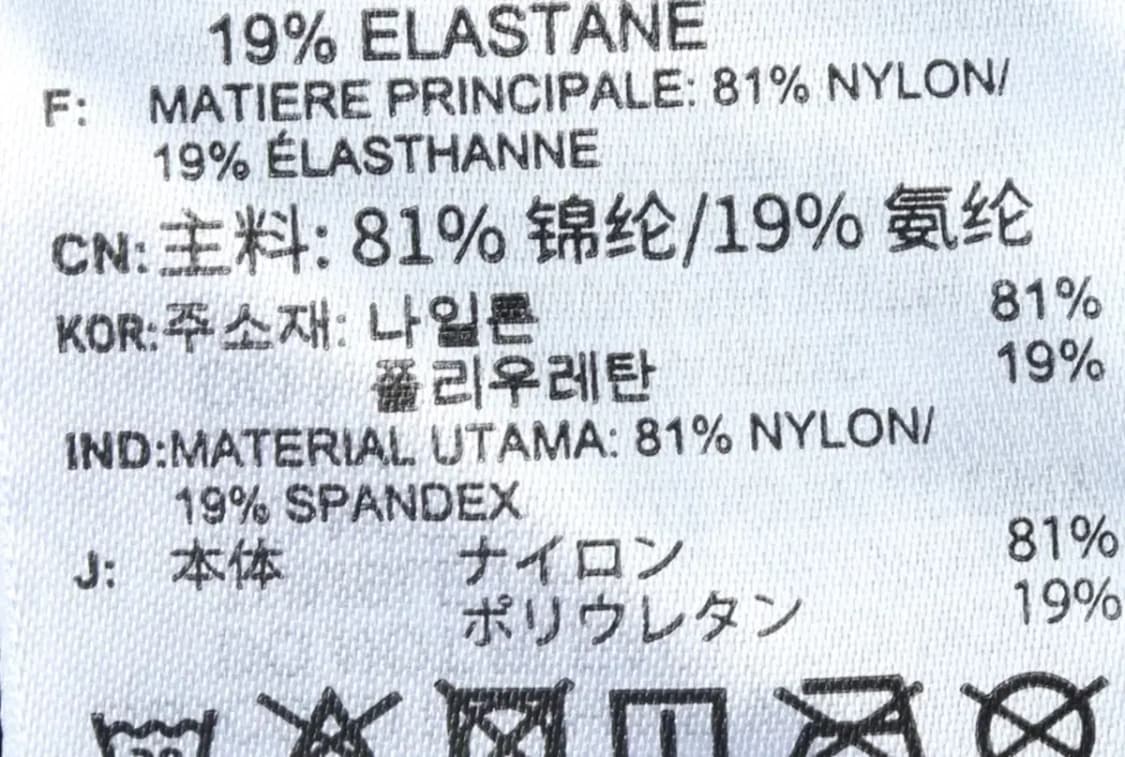 19% ELASTANE
F: MATIERE PRINCIPALE: 81% NYLON/
19% ÉLASTHANNE
CN: 主料: 81% 锦纶/19% 氨纶
KOR:주소재: 나일론 81%
폴리우레탄 19%
IND:MATERIAL UTAMA: 81% NYLON/
19% SPANDEX
J: 本体 ナイロン 81%
ポリウレタン 19%